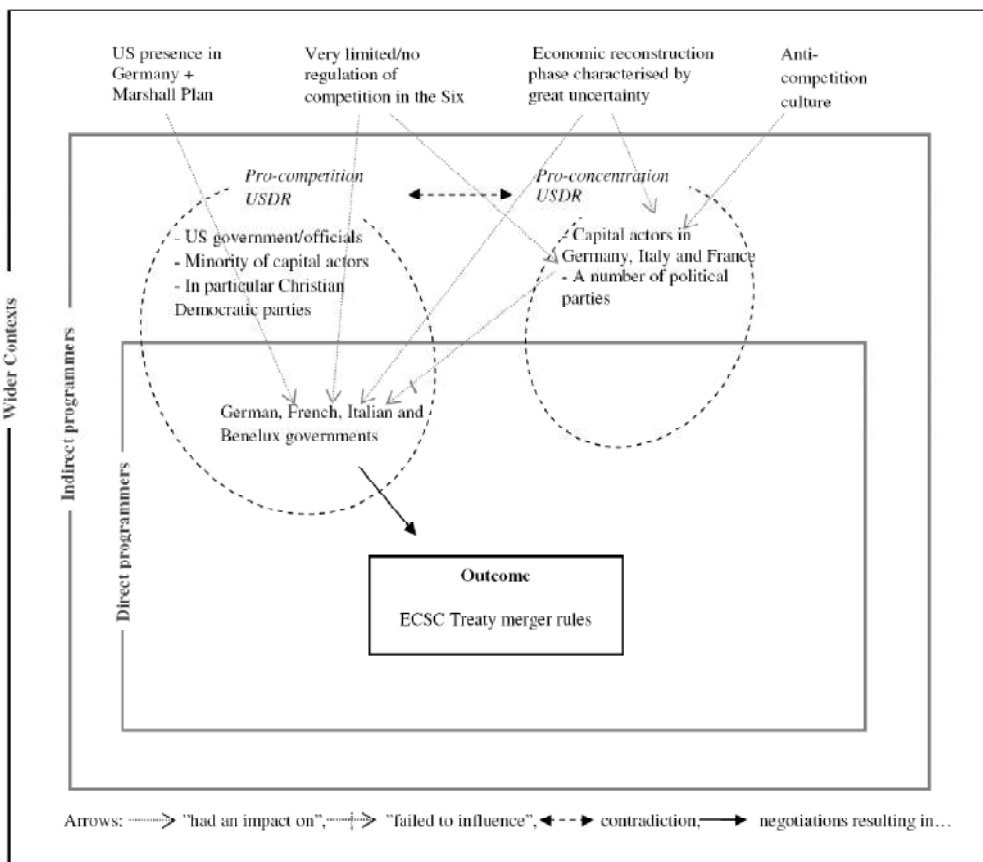 US presence in
Germany +
Marshall Plan
Very limited/no
regulation of
competition in the Six
Economic reconstruction
phase characterised by
great uncertainty
Anti-
competition
culture
Pro-competition
USDR
Pro-concentration
USDR
- US government/officials
- Minority of capital actors
- In particular Christian
Democratic parties
- Capital actors in
Germany, Italy and France
- A number of political
parties
Wider Contexts
Indirect programmers
Direct programmers
German, French, Italian and
Benelux governments
Outcome
ECSC Treaty merger rules
Arrows: "had an impact on", "failed to influence", contradiction, negotiations resulting in…